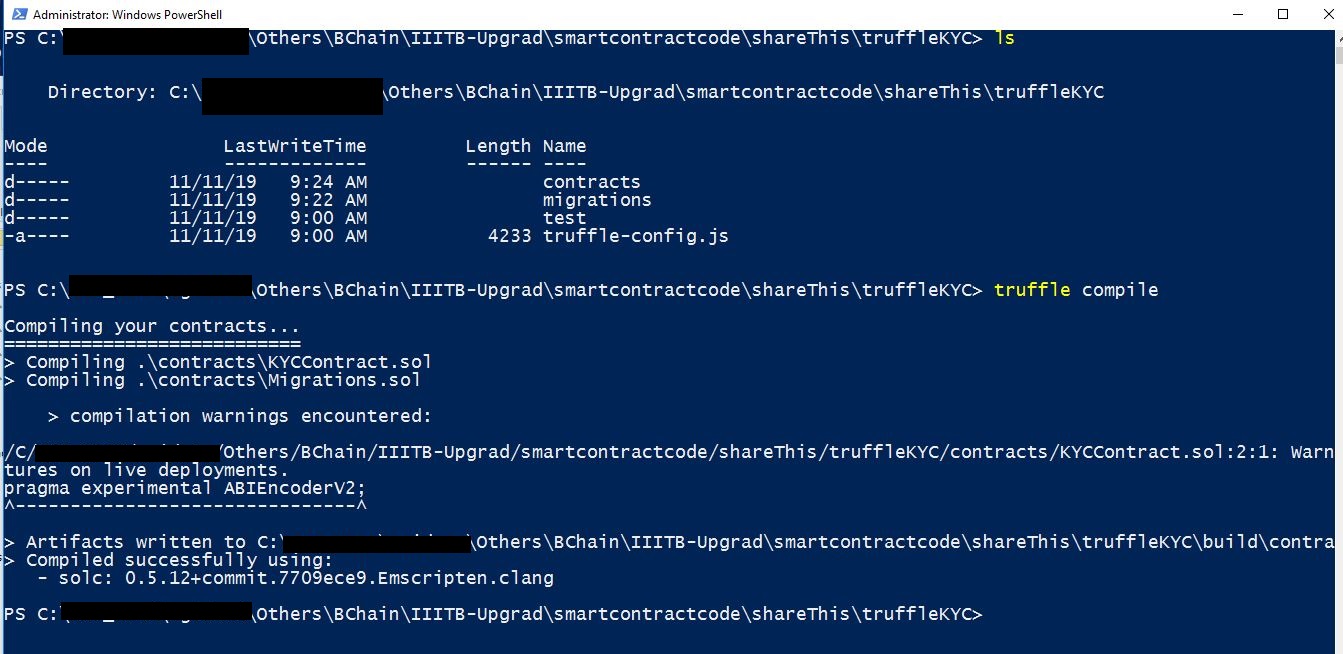 Administrator: Windows PowerShell
PS C:\ \Others\BChain\IIITB-Upgrad\smartcontractcode\shareThis\truffleKYC> ls
Directory: C:\ \Others\BChain\IIITB-Upgrad\smartcontractcode\shareThis\truffleKYC
Mode LastWriteTime Length Name
---- ------------- ------ ----
d----- 11/11/19 9:24 AM contracts
d----- 11/11/19 9:22 AM migrations
d----- 11/11/19 9:00 AM test
-a---- 11/11/19 9:00 AM 4233 truffle-config.js
PS C:\ \Others\BChain\IIITB-Upgrad\smartcontractcode\shareThis\truffleKYC> truffle compile
Compiling your contracts...
===========================
> Compiling .\contracts\KYCContract.sol
> Compiling .\contracts\Migrations.sol
> compilation warnings encountered:
/C/ /Others/BChain/IIITB-Upgrad/smartcontractcode/shareThis/truffleKYC/contracts/KYCContract.sol:2:1: Warn
tures on live deployments.
pragma experimental ABIEncoderV2;
^-------------------------------^
> Artifacts written to C:\ \Others\BChain\IIITB-Upgrad\smartcontractcode\shareThis\truffleKYC\build\contra
> Compiled successfully using:
- solc: 0.5.12+commit.7709ece9.Emscripten.clang
PS C:\ \Others\BChain\IIITB-Upgrad\smartcontractcode\shareThis\truffleKYC>